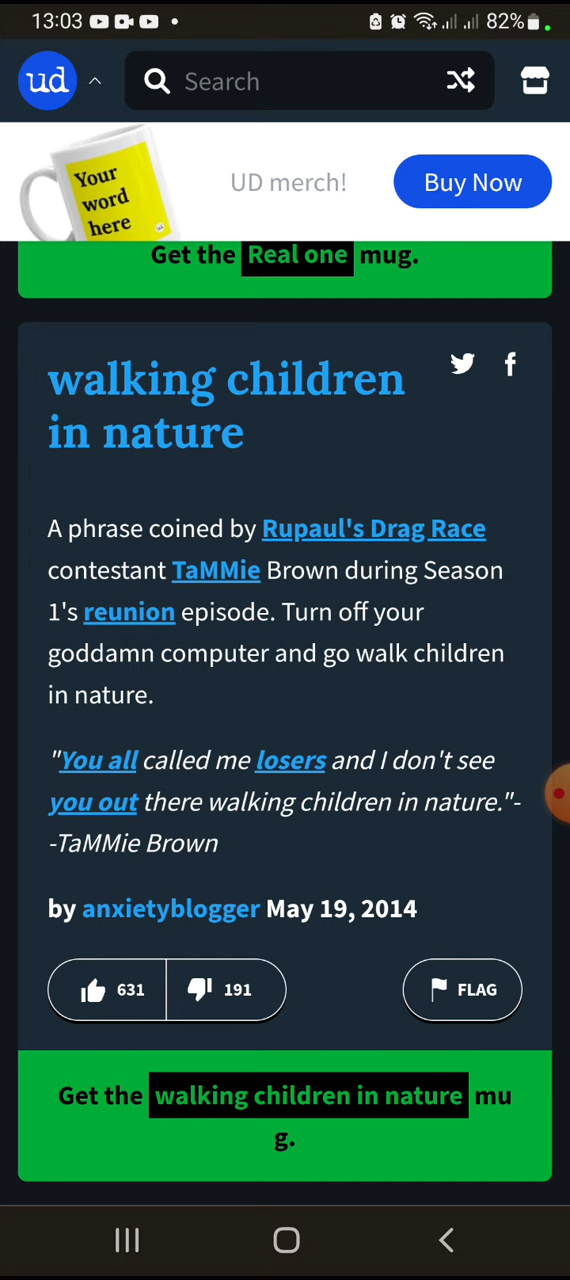 13:03 82%
ud Search
Your
word
here
UD merch! Buy Now
Get the Real one mug.
walking children
in nature
A phrase coined by Rupaul's Drag Race
contestant TaMMie Brown during Season
1's reunion episode. Turn off your
goddamn computer and go walk children
in nature.
"You all called me losers and I don't see
you out there walking children in nature."-
-TaMMie Brown
by anxietyblogger May 19, 2014
631 191 FLAG
Get the walking children in nature mu
g.